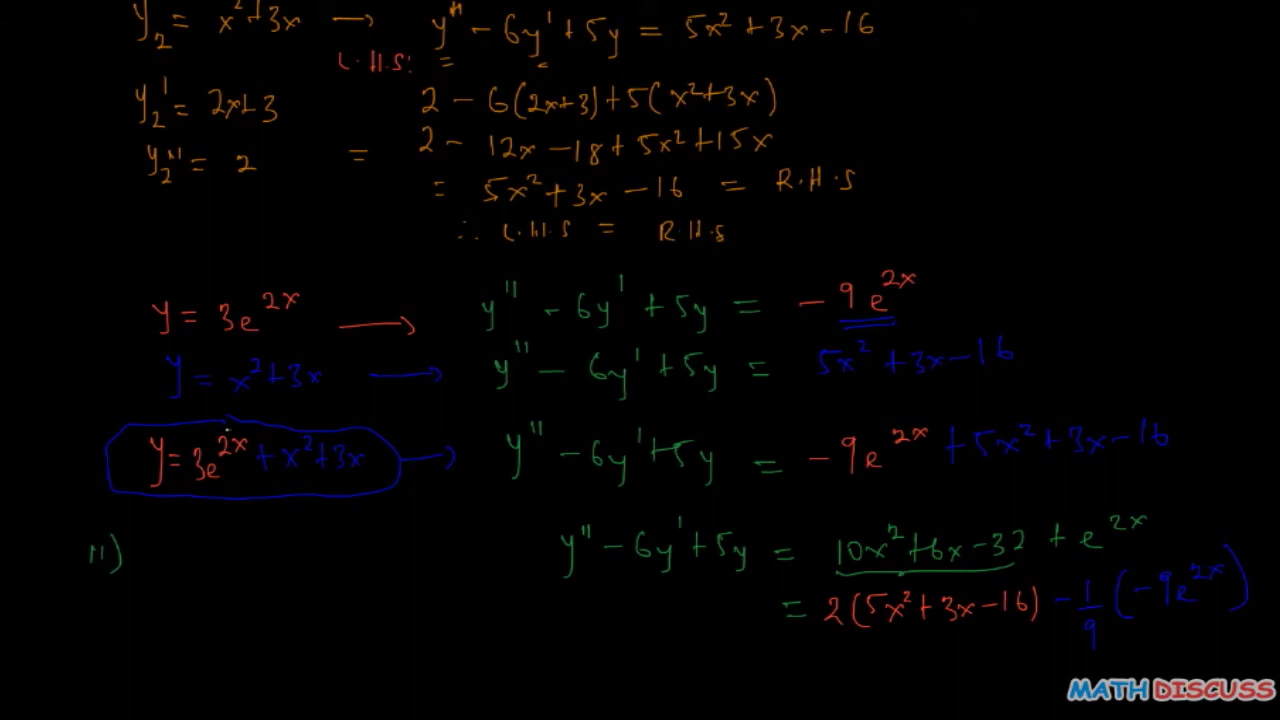 y₂ = x²+3x → y'' - 6y' + 5y = 5x² + 3x - 16
L.H.S: =
y₂' = 2x+3 2 - 6(2x+3) + 5(x²+3x)
y₂'' = 2 = 2 - 12x - 18 + 5x² + 15x
= 5x² + 3x - 16 = R.H.S
∴ L.H.S = R.H.S
y = 3e^{2x} → y'' - 6y' + 5y = - 9e^{2x}
y = x²+3x → y'' - 6y' + 5y = 5x² + 3x - 16
y = 3e^{2x} + x² + 3x → y'' - 6y' + 5y = - 9e^{2x} + 5x² + 3x - 16
11) y'' - 6y' + 5y = 10x² + 6x - 32 + e^{2x}
= 2(5x² + 3x - 16) - 1/9 (-9e^{2x})
MATH DISCUSS